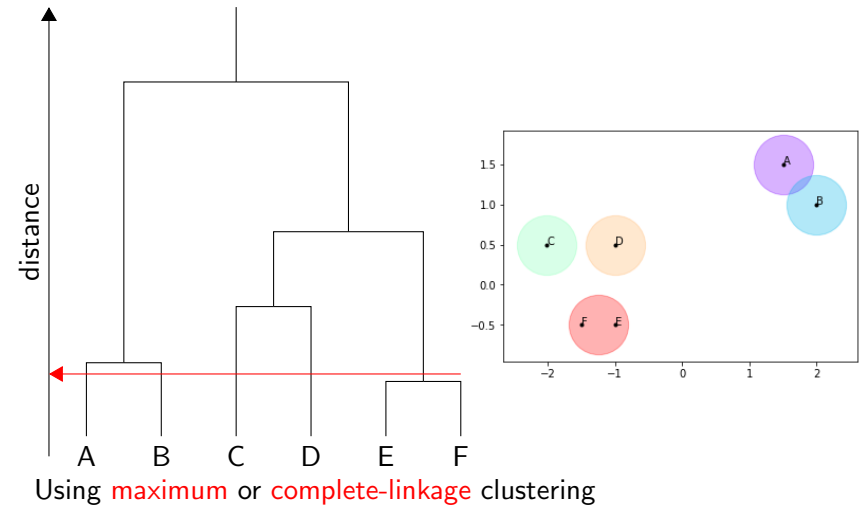 distance
A B C D E F
1.5
1.0
0.5
0.0
−0.5
−2 −1 0 1 2
A
B
C
D
F
E
Using maximum or complete-linkage clustering